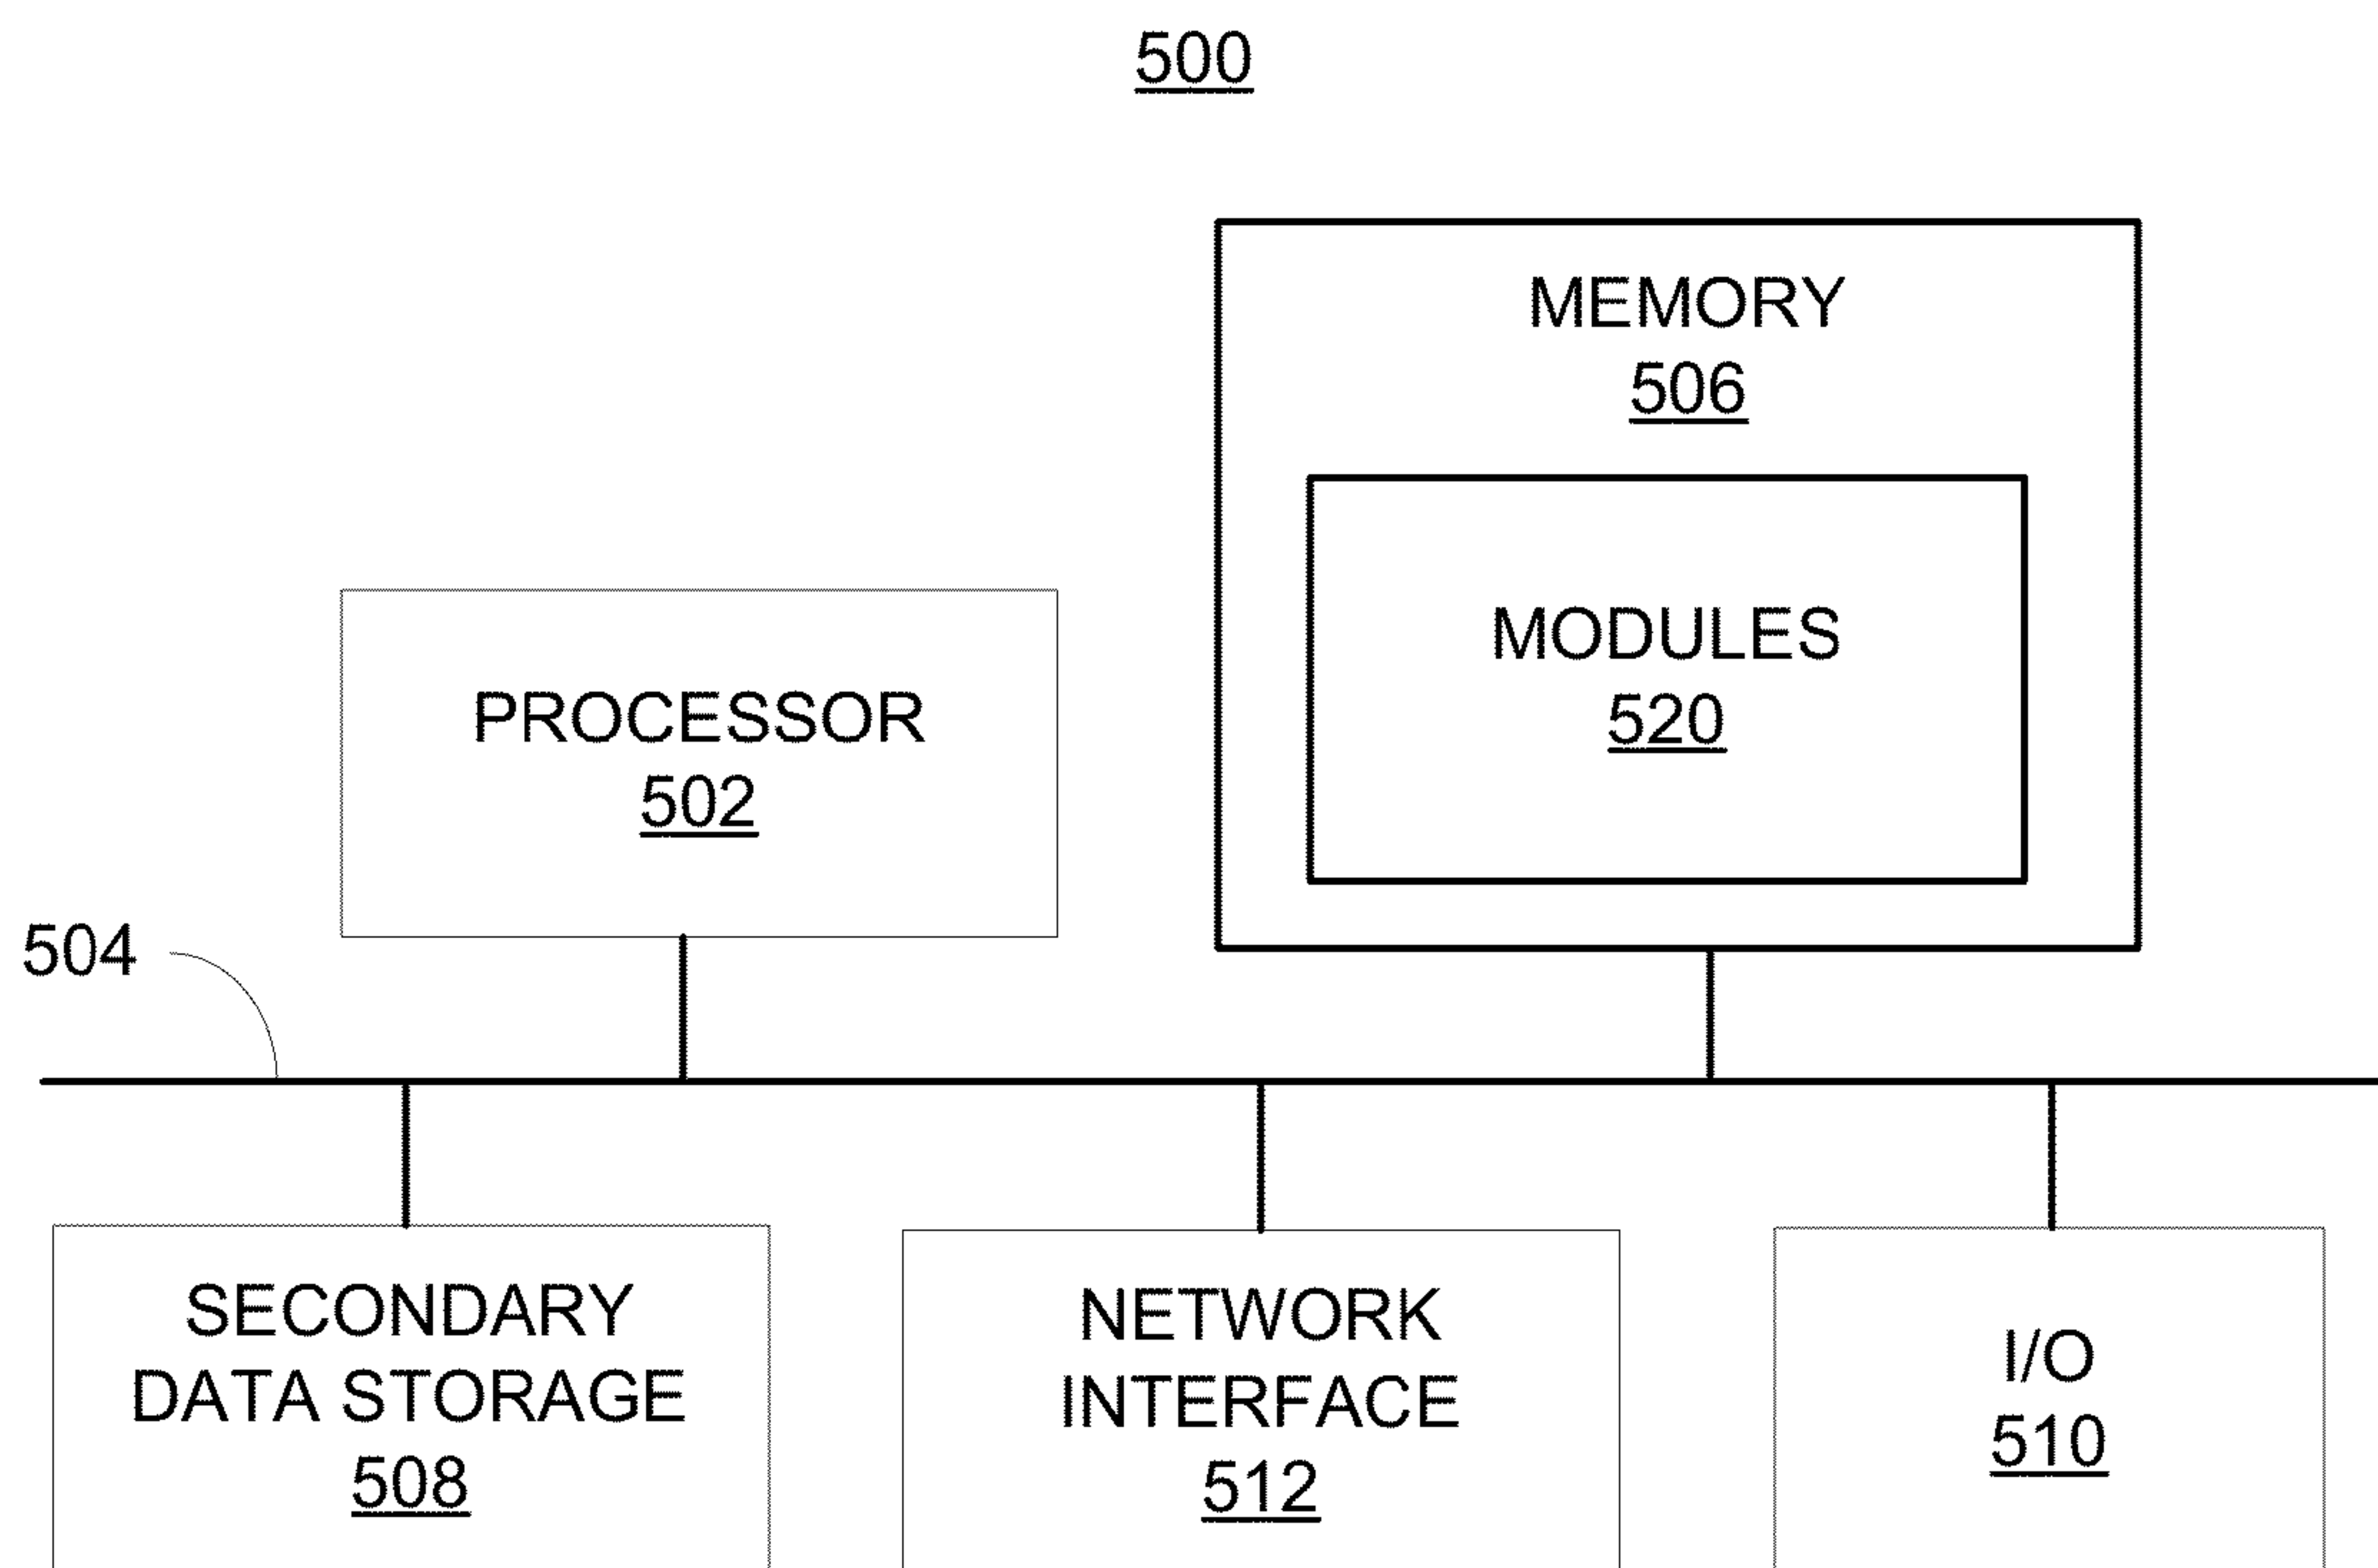 500
MEMORY
506
MODULES
520
PROCESSOR
502
504
SECONDARY
DATA STORAGE
508
NETWORK
INTERFACE
512
I/O
510